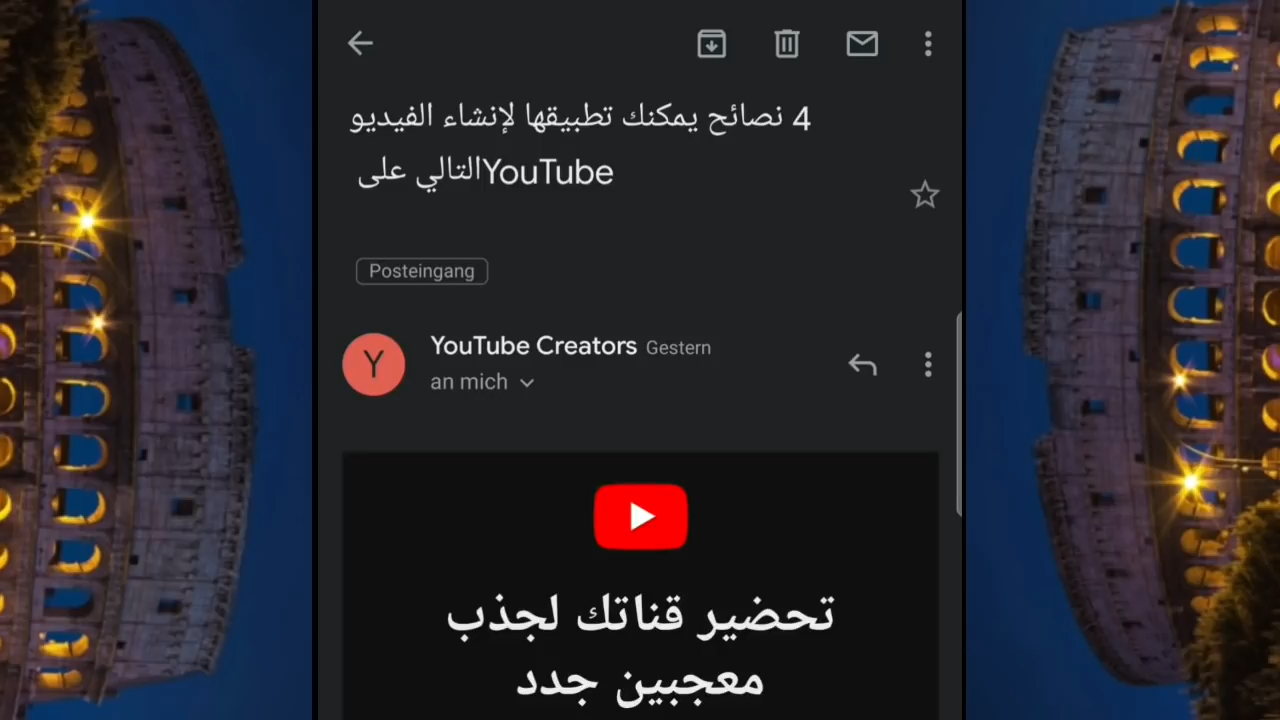 4 نصائح يمكنك تطبيقها لإنشاء الفيديو
التالي على YouTube
Posteingang
YouTube Creators Gestern
Y
an mich
تحضير قناتك لجذب
معجبين جدد